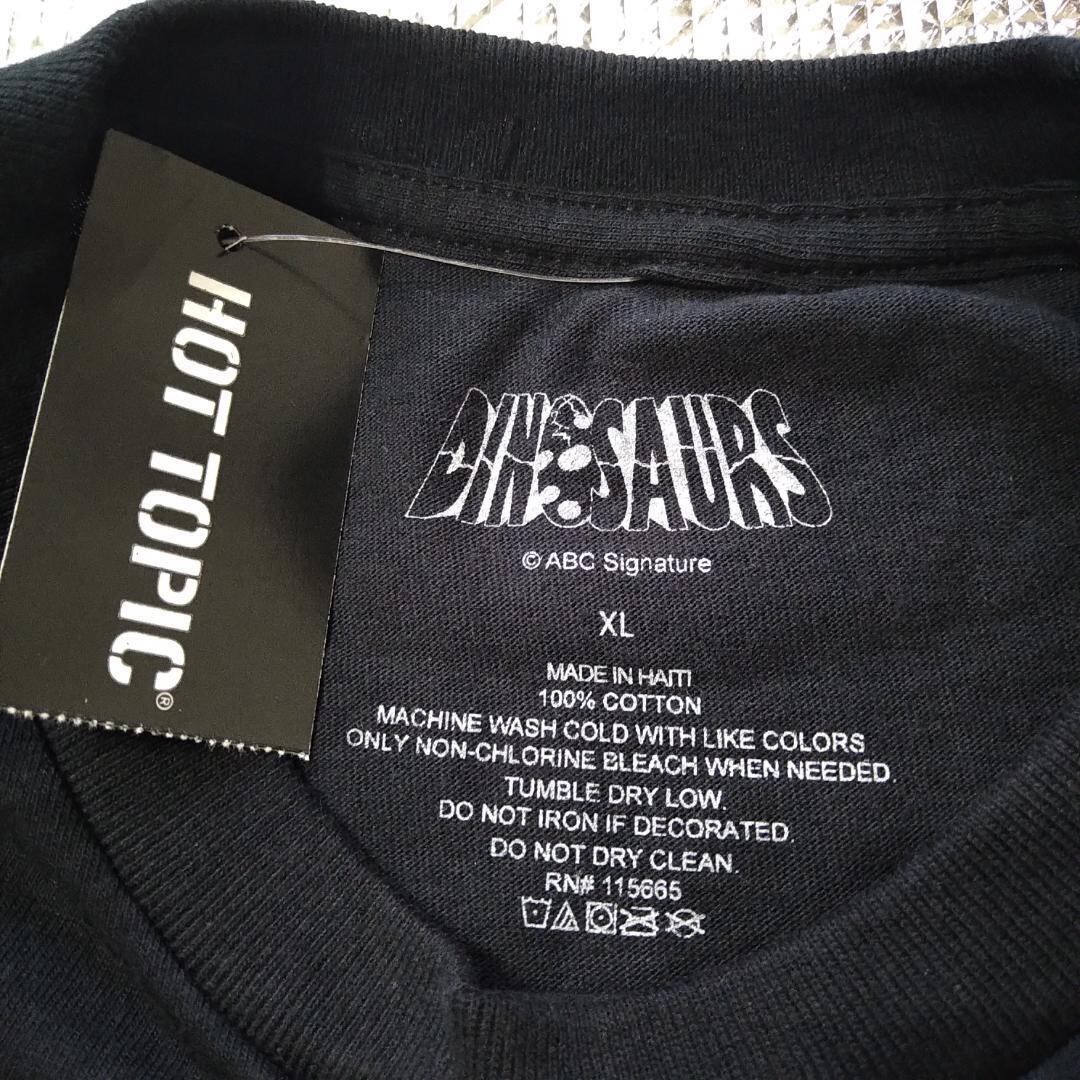 HOT TOPIC®
DINOSAURS
© ABC Signature
XL
MADE IN HAITI
100% COTTON
MACHINE WASH COLD WITH LIKE COLORS
ONLY NON-CHLORINE BLEACH WHEN NEEDED.
TUMBLE DRY LOW.
DO NOT IRON IF DECORATED.
DO NOT DRY CLEAN.
RN# 115665